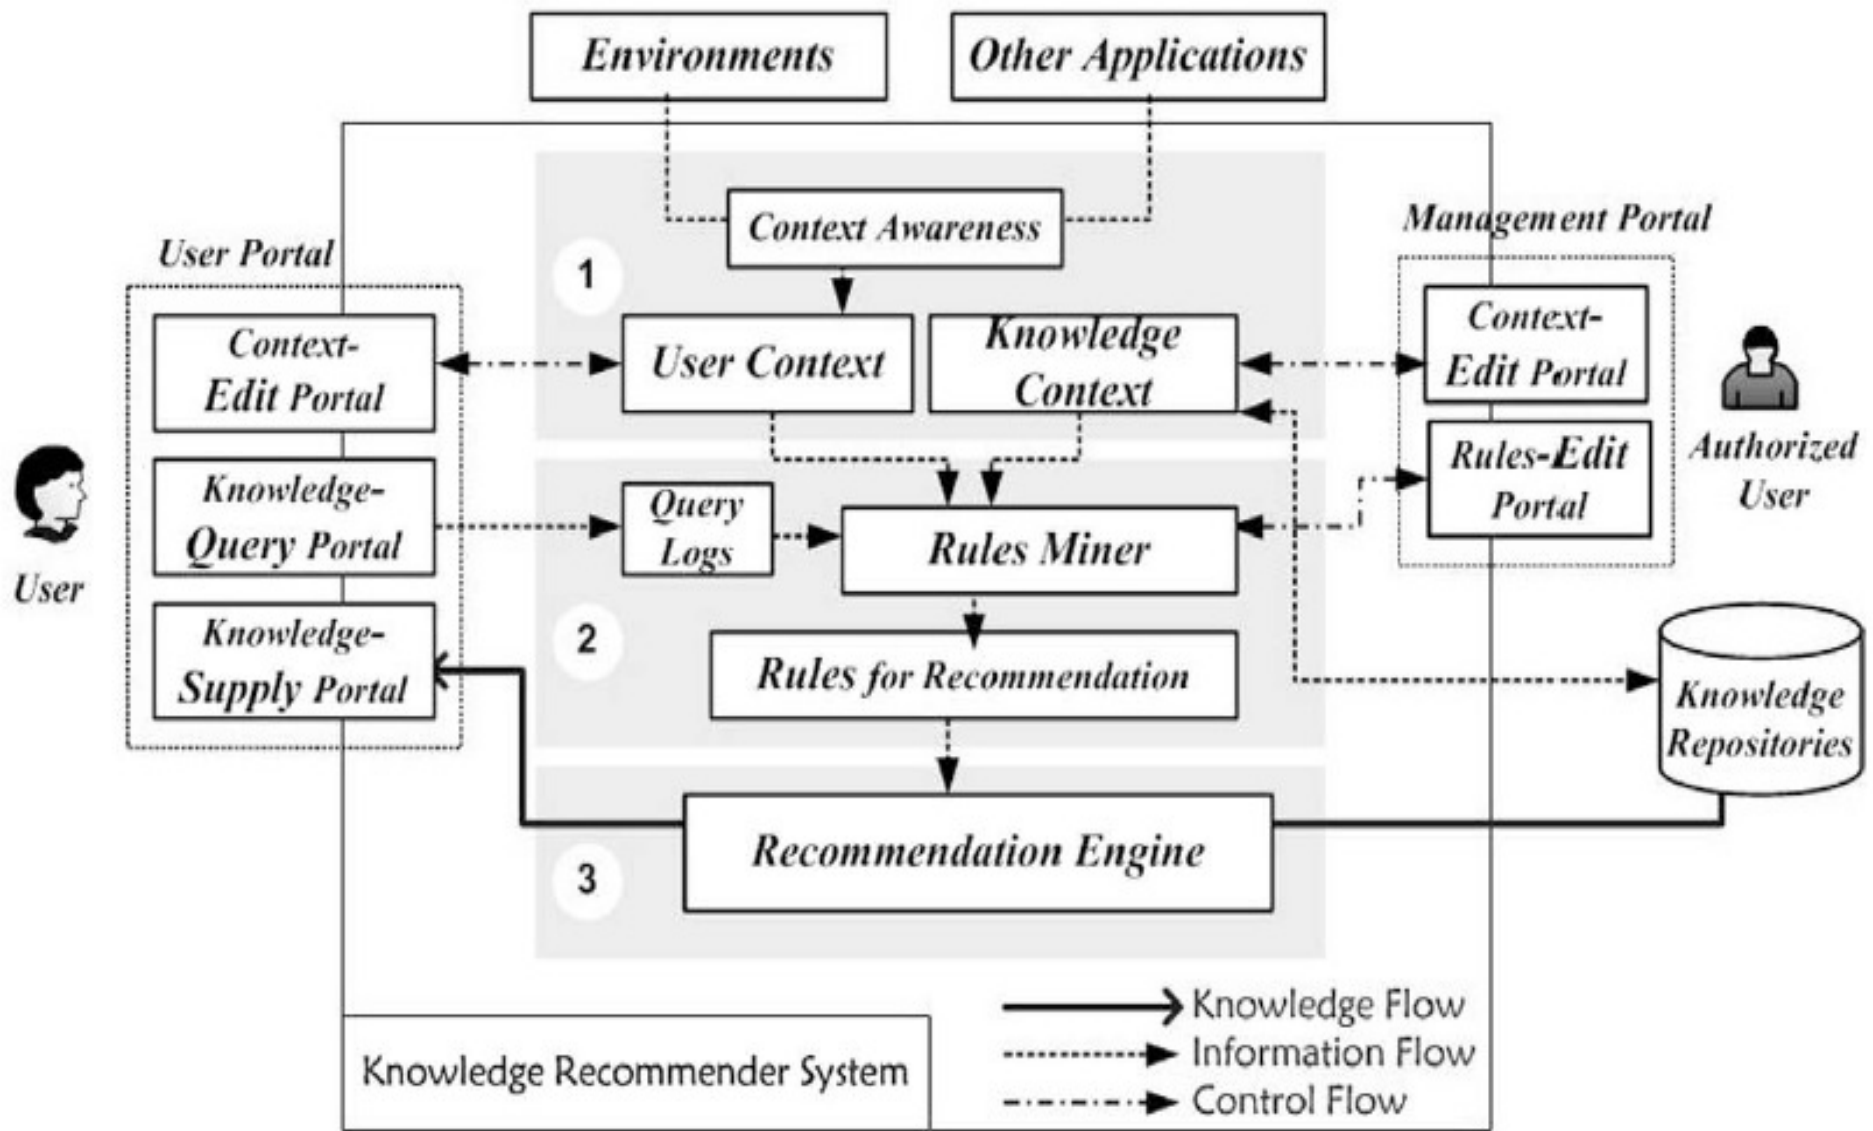 Environments
Other Applications
Context Awareness
Management Portal
User Portal
1
Context-
Edit Portal
User Context
Knowledge
Context
Context-
Edit Portal
Authorized
User
Knowledge-
Query Portal
Query
Logs
Rules Miner
Rules-Edit
Portal
User
Knowledge-
Supply Portal
2
Rules for Recommendation
Knowledge
Repositories
Recommendation Engine
3
Knowledge Flow
Information Flow
Control Flow
Knowledge Recommender System